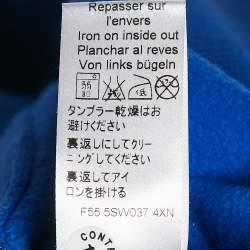 Repasser sur
l'envers
Iron on inside out
Planchar al reves
Von links bügeln
タンブラー乾燥はお
避けください
裏返しにしてクリー
ニングしてください
裏返してアイ
ロンを掛ける
F55 5SW037 4XN
CONTE